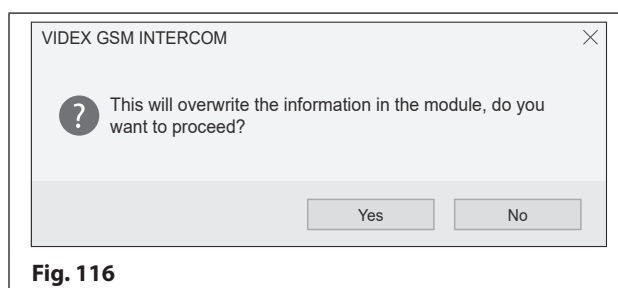 VIDEX GSM INTERCOM
This will overwrite the information in the module, do you
want to proceed?
Yes
No
Fig. 116